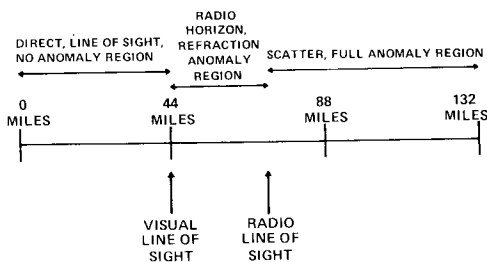 DIRECT, LINE OF SIGHT,
NO ANOMALY REGION
RADIO
HORIZON,
REFRACTION
ANOMALY
REGION
SCATTER, FULL ANOMALY REGION
0
MILES
44
MILES
88
MILES
132
MILES
VISUAL
LINE OF
SIGHT
RADIO
LINE OF
SIGHT